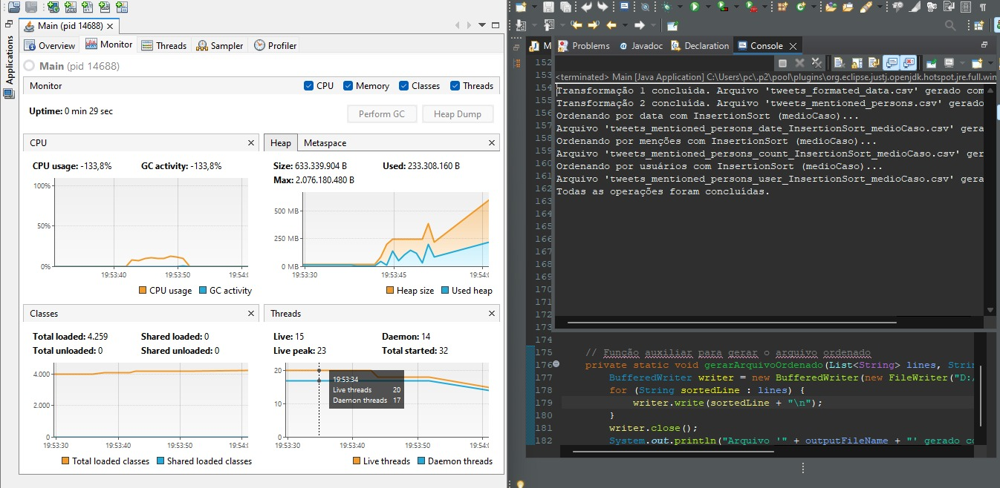 Applications
Main (pid 14688)
Overview
Monitor
Threads
Sampler
Profiler
Main (pid 14688)
Monitor
CPU
Memory
Classes
Threads
Uptime: 0 min 29 sec
Perform GC
Heap Dump
CPU
CPU usage: -133,8%
GC activity: -133,8%
100%
50%
0%
19:53:40
19:53:50
19:54:0
CPU usage
GC activity
Heap
Metaspace
Size: 633.339.904 B
Used: 233.308.160 B
Max: 2.076.180.480 B
500 MB
250 MB
0 MB
19:53:30
19:53:45
19:54:0
Heap size
Used heap
Classes
Total loaded: 4.259
Shared loaded: 0
Total unloaded: 0
Shared unloaded: 0
4.000
2.000
0
19:53:30
19:53:40
19:53:50
19:54:0
Total loaded classes
Shared loaded classes
Threads
Live: 15
Daemon: 14
Live peak: 23
Total started: 32
20
10
0
19:53:34
Live threads 20
Daemon threads 17
19:53:30
19:53:40
19:53:50
19:54:0
Live threads
Daemon threads
M
Problems
Javadoc
Declaration
Console
<terminated> Main [Java Application] C:\Users\pc\.p2\pool\plugins\org.eclipse.justj.openjdk.hotspot.jre.full.win
Transformação 1 concluída. Arquivo 'tweets_formated_data.csv' gerado com
Transformação 2 concluída. Arquivo 'tweets_mentioned_persons.csv' gerado
Ordenando por data com InsertionSort (medioCaso)...
Arquivo 'tweets_mentioned_persons_date_InsertionSort_medioCaso.csv' gera
Ordenando por menções com InsertionSort (medioCaso)...
Arquivo 'tweets_mentioned_persons_count_InsertionSort_medioCaso.csv' ger
Ordenando por usuários com InsertionSort (medioCaso)...
Arquivo 'tweets_mentioned_persons_user_InsertionSort_medioCaso.csv' gera
Todas as operações foram concluídas.
152
153
154
155
156
157
158
159
160
161
162
163
164
165
166
167
168
169
170
171
172
173
174
175 // Função auxiliar para gerar o arquivo ordenado
176 private static void gerarArquivoOrdenado(List<String> lines, Strin
177 BufferedWriter writer = new BufferedWriter(new FileWriter("D:/
178 for (String sortedLine : lines) {
179 writer.write(sortedLine + "\n");
180 }
181 writer.close();
182 System.out.println("Arquivo '" + outputFileName + "' gerado co